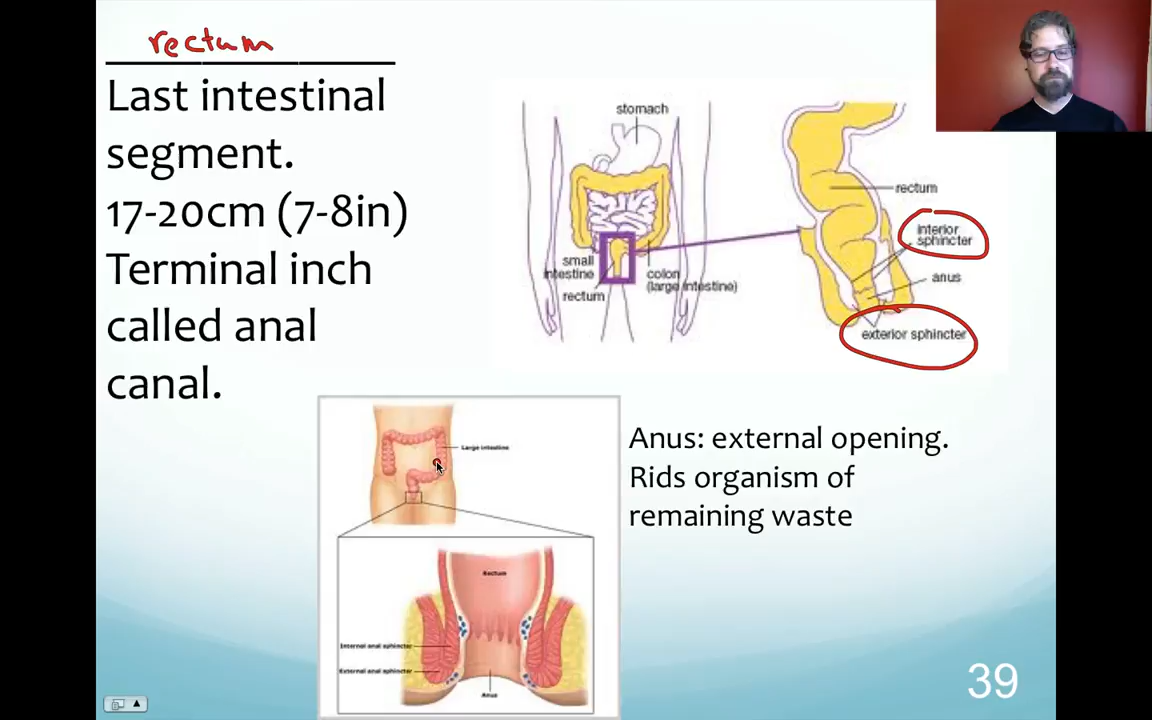 rectum
Last intestinal
segment.
17-20cm (7-8in)
Terminal inch
called anal
canal.
stomach
rectum
interior
sphincter
anus
exterior sphincter
small
intestine
rectum
colon
(large intestine)
Large intestine
Rectum
Internal anal sphincter
External anal sphincter
Anus
Anus: external opening.
Rids organism of
remaining waste
39